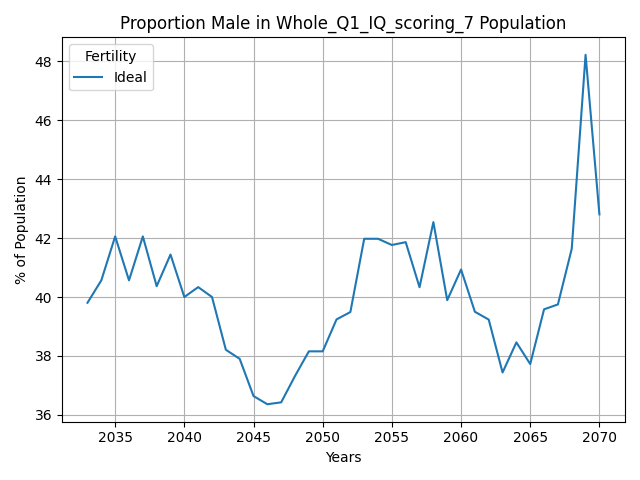 Proportion Male in Whole_Q1_IQ_scoring_7 Population
Fertility
Ideal
% of Population
48
46
44
42
40
38
36
2035 2040 2045 2050 2055 2060 2065 2070
Years